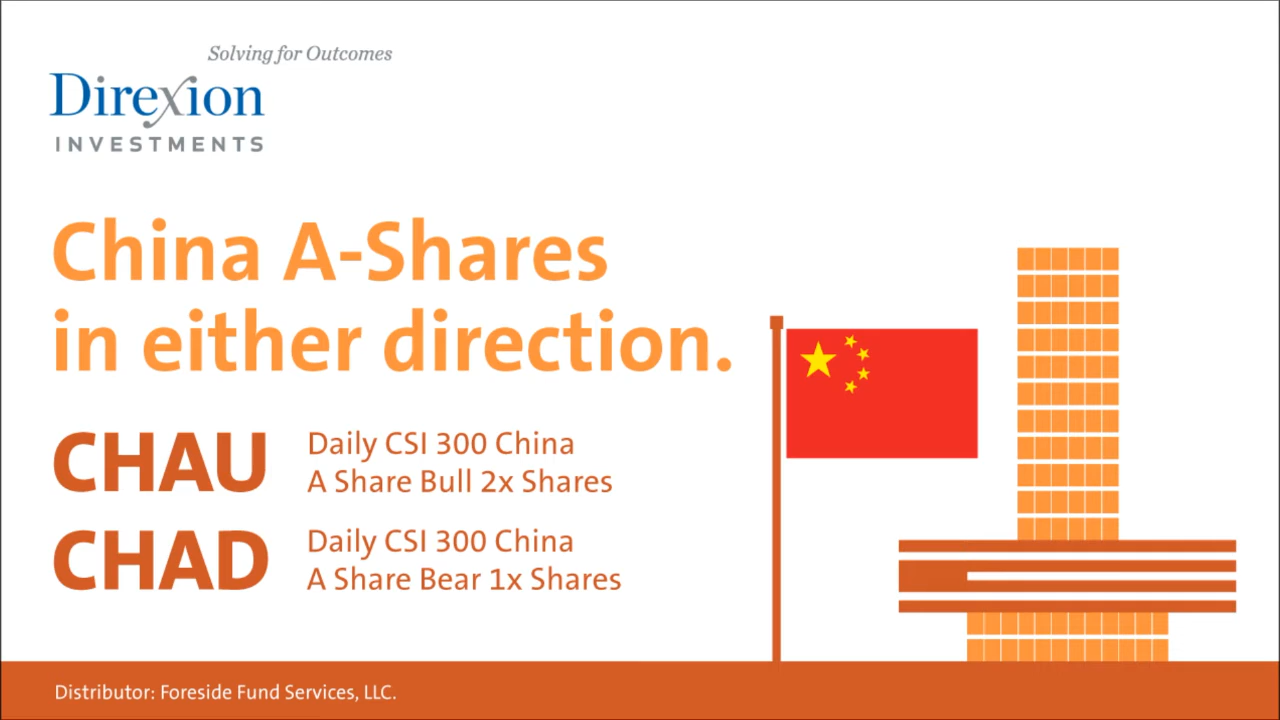 Solving for Outcomes
Direxion
INVESTMENTS
China A-Shares
in either direction.
CHAU
Daily CSI 300 China
A Share Bull 2x Shares
CHAD
Daily CSI 300 China
A Share Bear 1x Shares
Distributor: Foreside Fund Services, LLC.